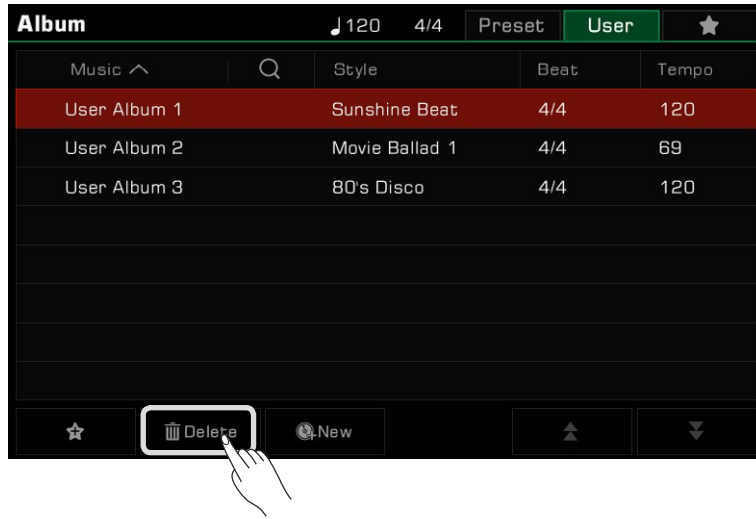 Album 120 4/4 Preset User
Music Style Beat Tempo
User Album 1 Sunshine Beat 4/4 120
User Album 2 Movie Ballad 1 4/4 69
User Album 3 80's Disco 4/4 120
Delete New